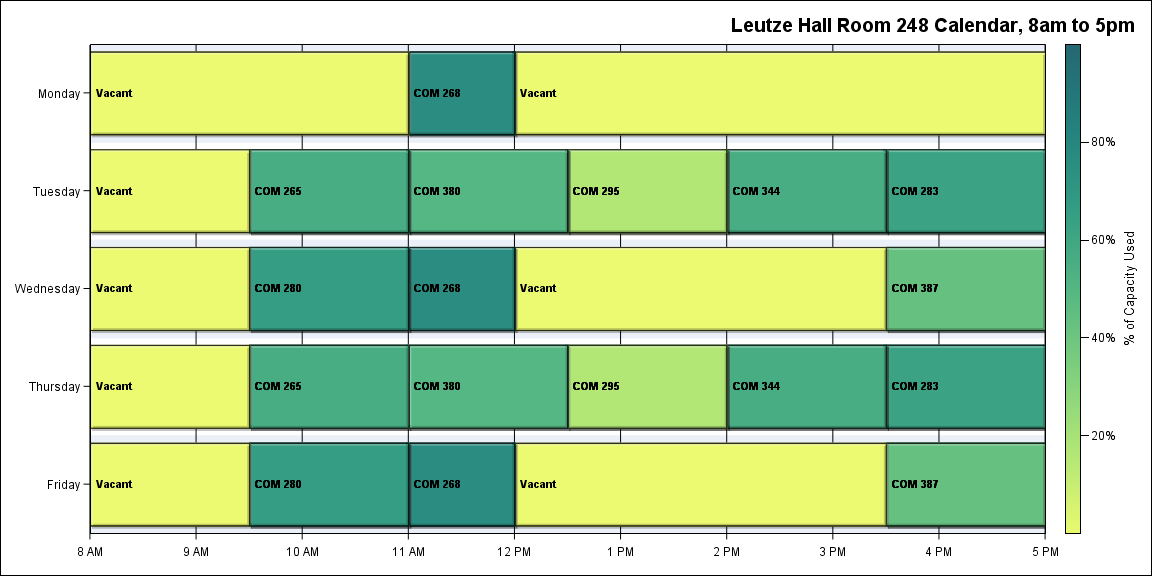 Leutze Hall Room 248 Calendar, 8am to 5pm
Monday
Vacant
COM 268
Vacant
Tuesday
Vacant
COM 265
COM 380
COM 295
COM 344
COM 283
Wednesday
Vacant
COM 280
COM 268
Vacant
COM 387
Thursday
Vacant
COM 265
COM 380
COM 295
COM 344
COM 283
Friday
Vacant
COM 280
COM 268
Vacant
COM 387
8 AM
9 AM
10 AM
11 AM
12 PM
1 PM
2 PM
3 PM
4 PM
5 PM
80%
60%
40%
20%
% of Capacity Used